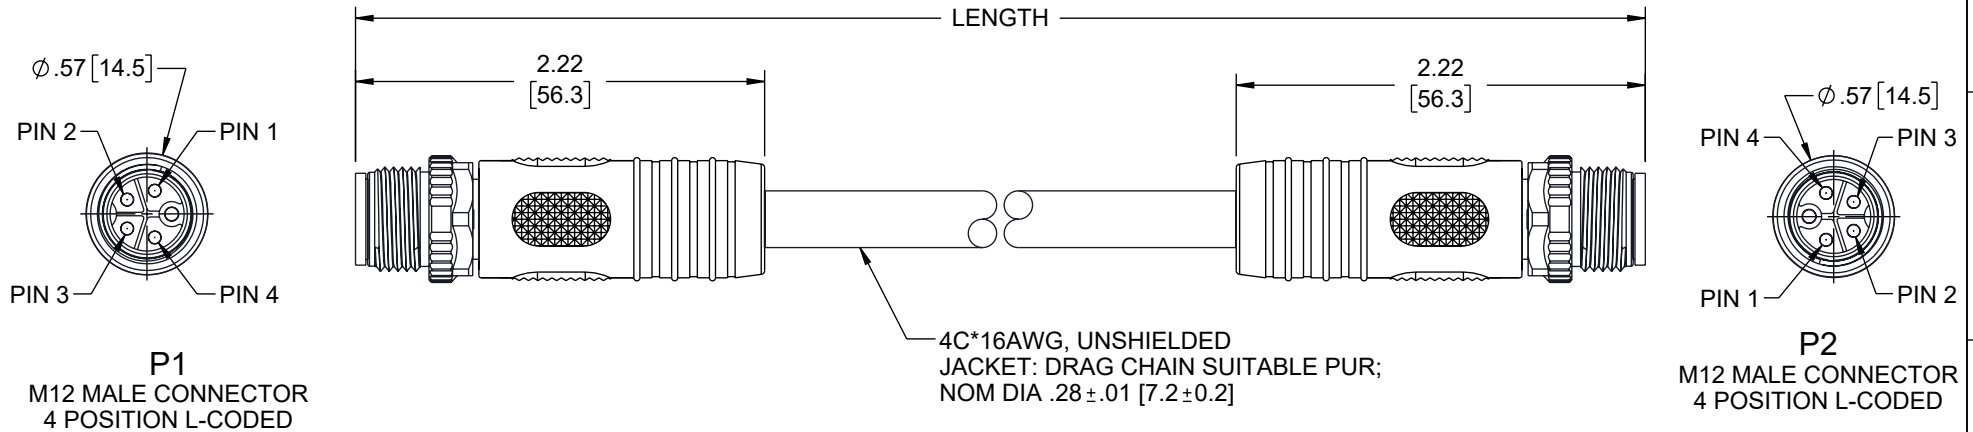 LENGTH
⌀.57[14.5]
2.22
[56.3]
2.22
[56.3]
⌀.57[14.5]
PIN 2
PIN 1
PIN 4
PIN 3
PIN 3
PIN 4
PIN 1
PIN 2
4C*16AWG, UNSHIELDED
JACKET: DRAG CHAIN SUITABLE PUR;
NOM DIA .28±.01 [7.2±0.2]
P1
M12 MALE CONNECTOR
4 POSITION L-CODED
P2
M12 MALE CONNECTOR
4 POSITION L-CODED